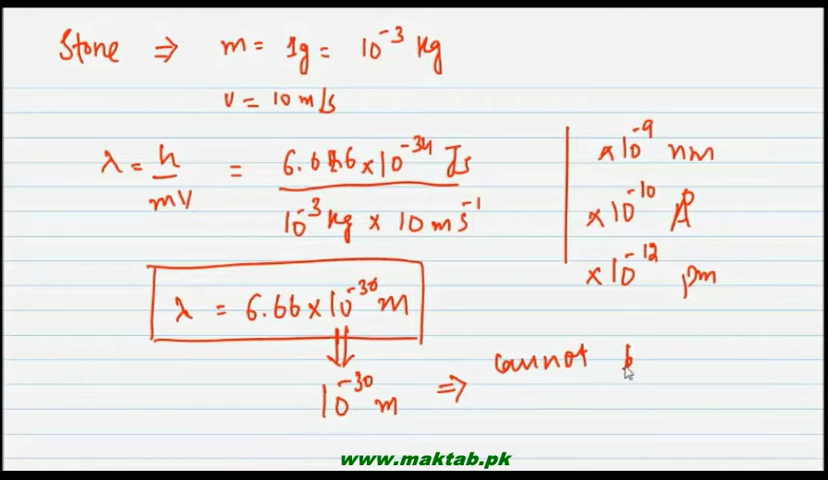 Stone ⇒ m = 1g = 10⁻³ kg
v = 10 m/s
λ = h/mv = 6.626×10⁻³⁴ Js / 10⁻³ kg × 10 ms⁻¹
×10⁻⁹ nm
×10⁻¹⁰ Å
×10⁻¹² pm
λ = 6.66×10⁻³⁰ m
⇓
10⁻³⁰ m ⇒ cannot b
www.maktab.pk